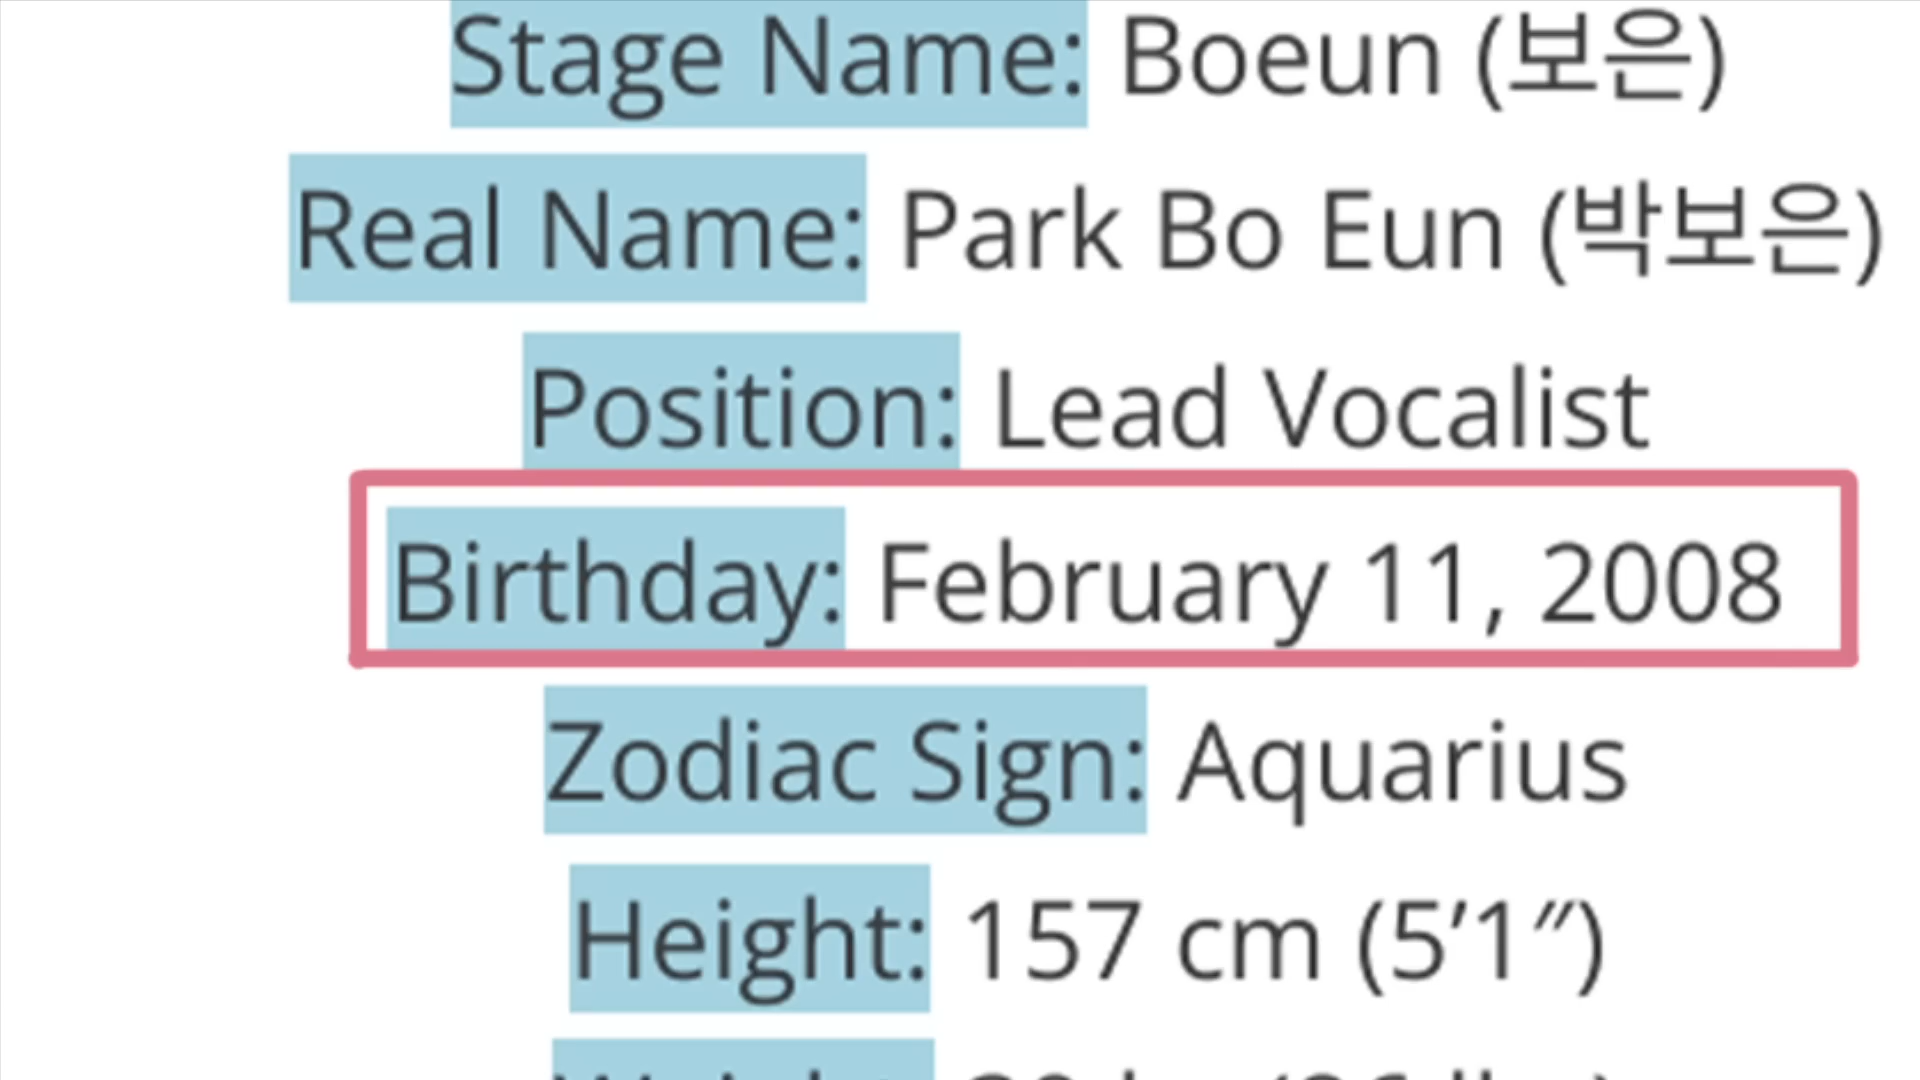 Stage Name: Boeun (보은)
Real Name: Park Bo Eun (박보은)
Position: Lead Vocalist
Birthday: February 11, 2008
Zodiac Sign: Aquarius
Height: 157 cm (5’1″)